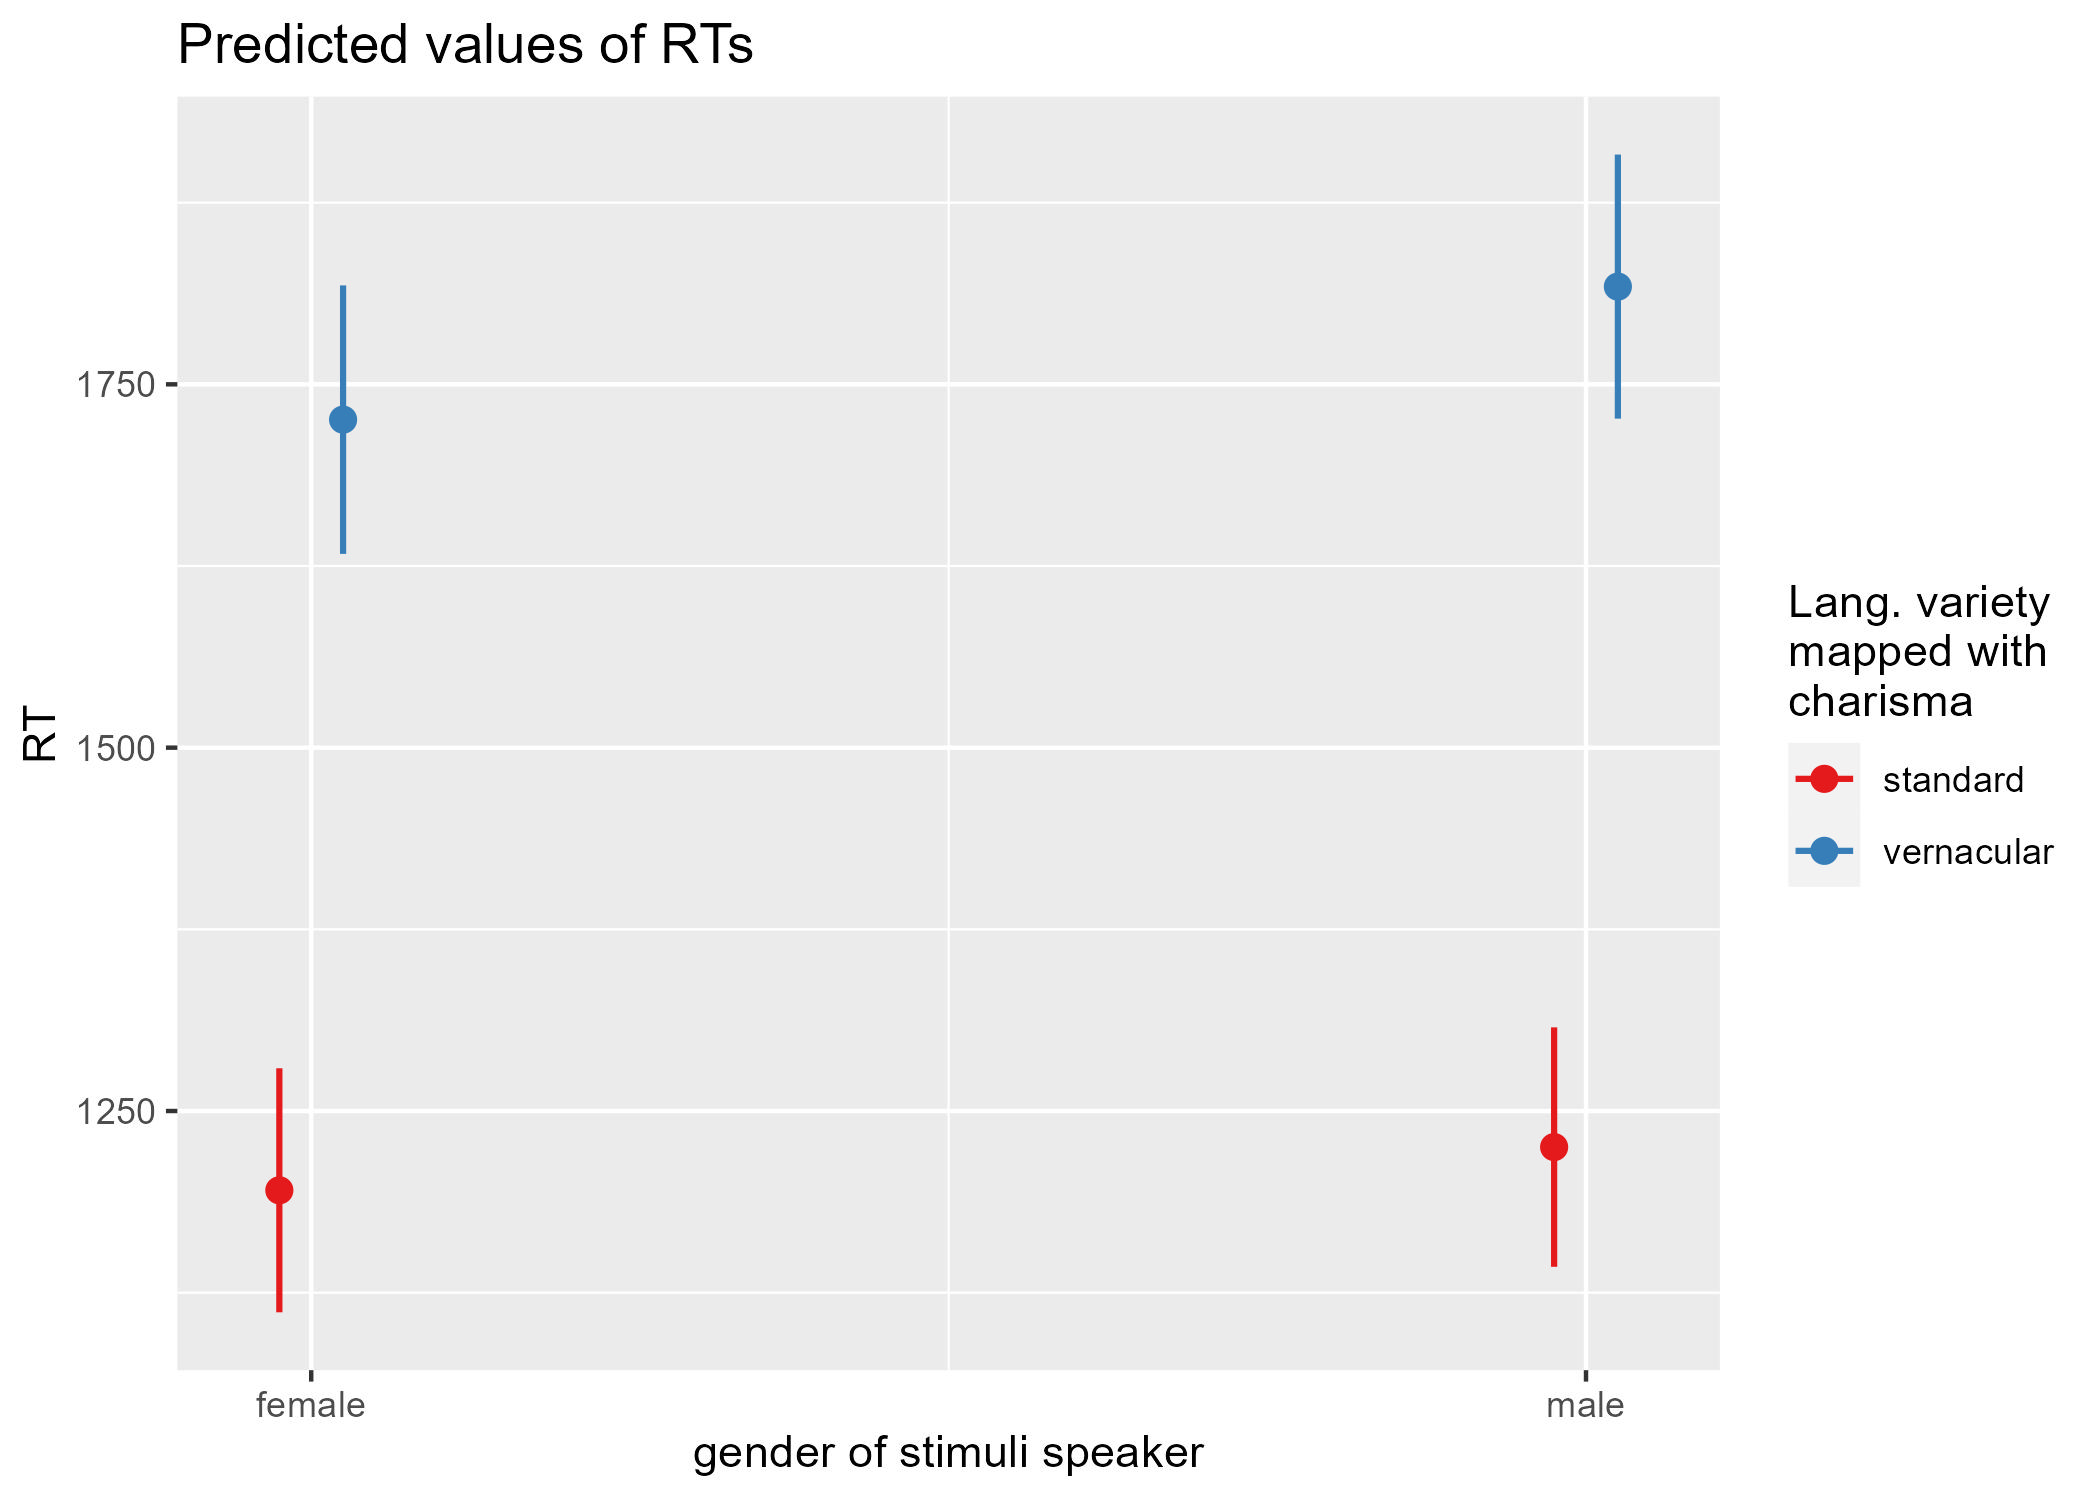 Predicted values of RTs
RT
1750
1500
1250
female
male
gender of stimuli speaker
Lang. variety
mapped with
charisma
standard
vernacular